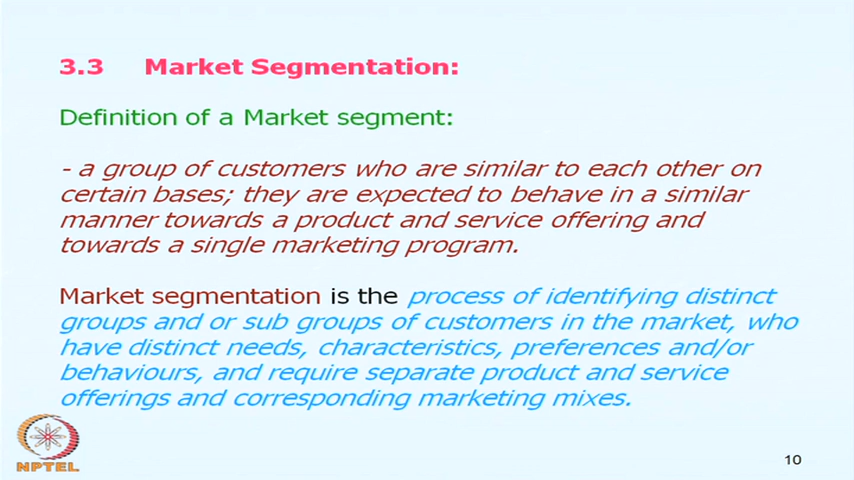 3.3 Market Segmentation:
Definition of a Market segment:
- a group of customers who are similar to each other on
certain bases; they are expected to behave in a similar
manner towards a product and service offering and
towards a single marketing program.
Market segmentation is the process of identifying distinct
groups and or sub groups of customers in the market, who
have distinct needs, characteristics, preferences and/or
behaviours, and require separate product and service
offerings and corresponding marketing mixes.
NPTEL
10